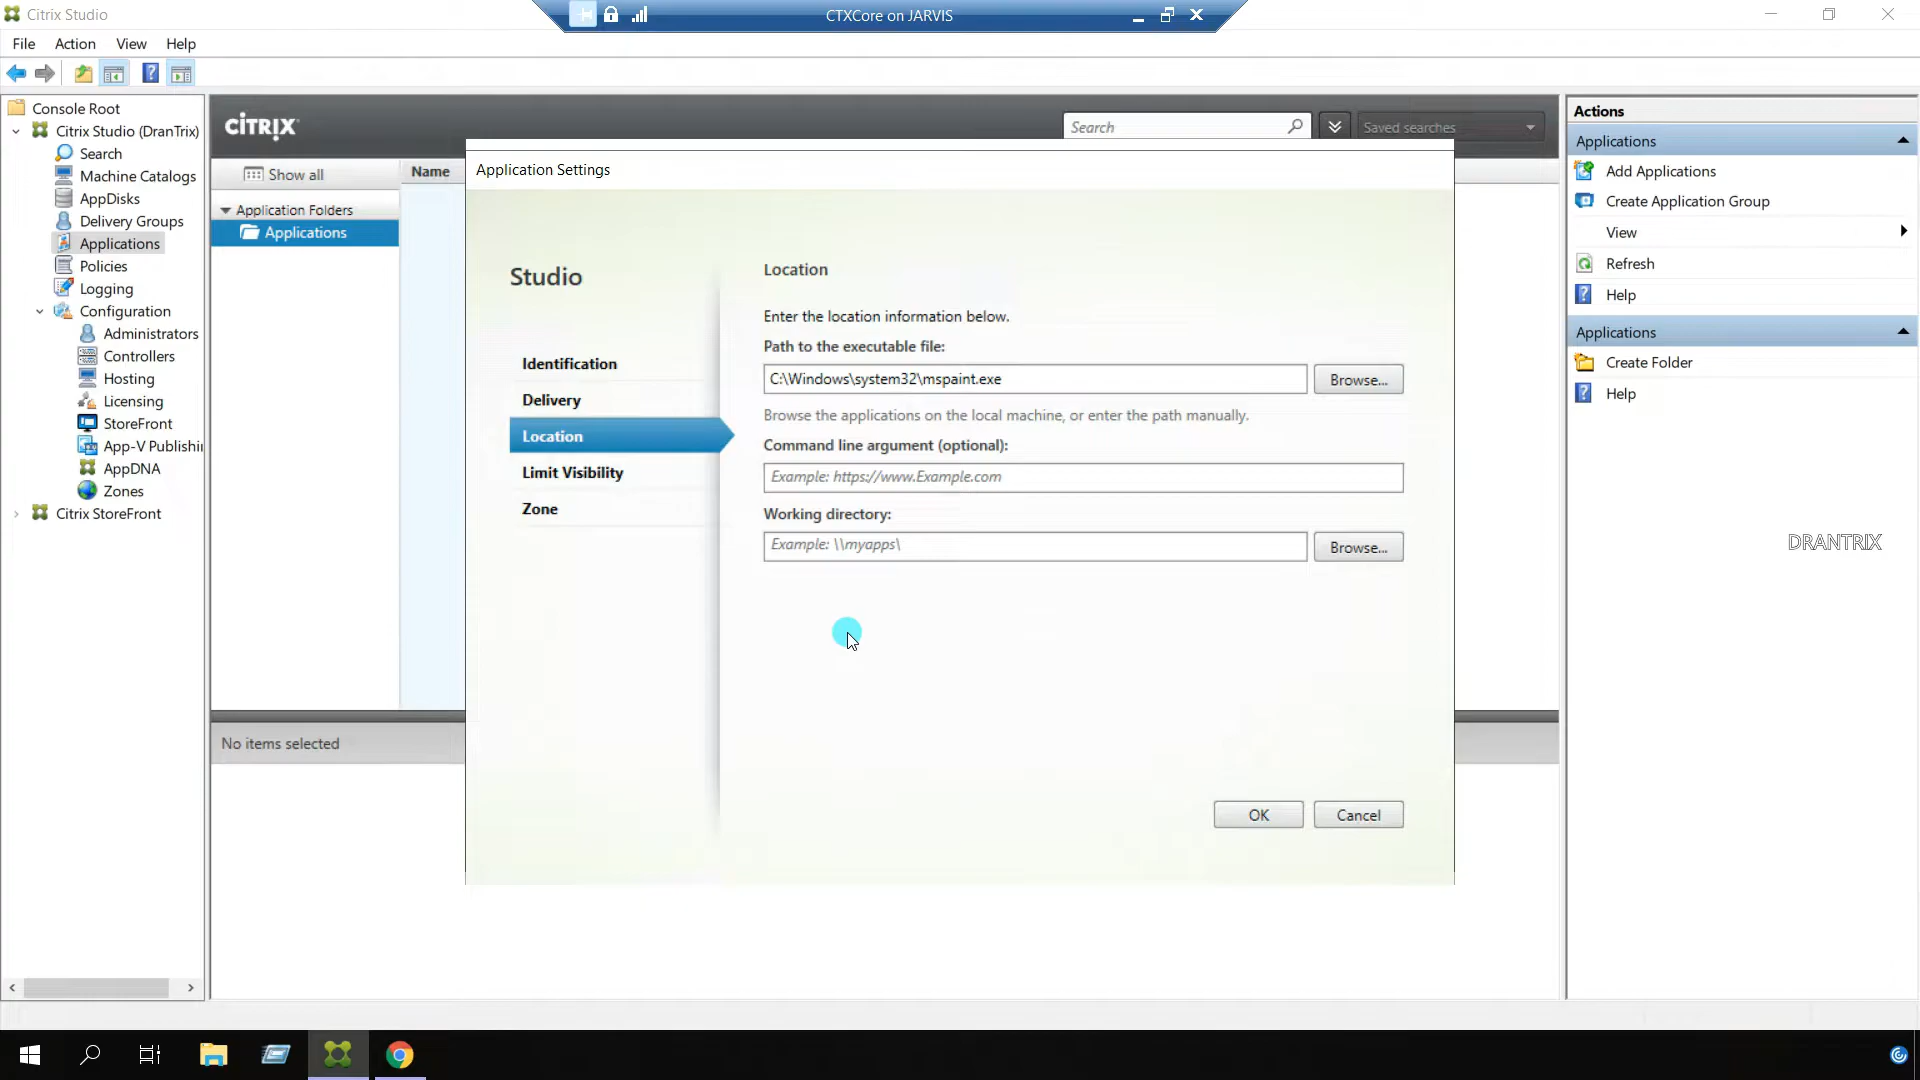 Citrix Studio
CTXCore on JARVIS
File
Action
View
Help
Console Root
Citrix Studio (DranTrix)
Search
Machine Catalogs
AppDisks
Delivery Groups
Applications
Policies
Logging
Configuration
Administrators
Controllers
Hosting
Licensing
StoreFront
App-V Publishi
AppDNA
Zones
Citrix StoreFront
CITRIX
Search
Saved searches
Show all
Name
Application Folders
Applications
No items selected
Application Settings
Studio
Identification
Delivery
Location
Limit Visibility
Zone
Location
Enter the location information below.
Path to the executable file:
C:\Windows\system32\mspaint.exe
Browse...
Browse the applications on the local machine, or enter the path manually.
Command line argument (optional):
Example: https://www.Example.com
Working directory:
Example: \\myapps\
Browse...
OK
Cancel
Actions
Applications
Add Applications
Create Application Group
View
Refresh
Help
Applications
Create Folder
Help
DRANTRIX